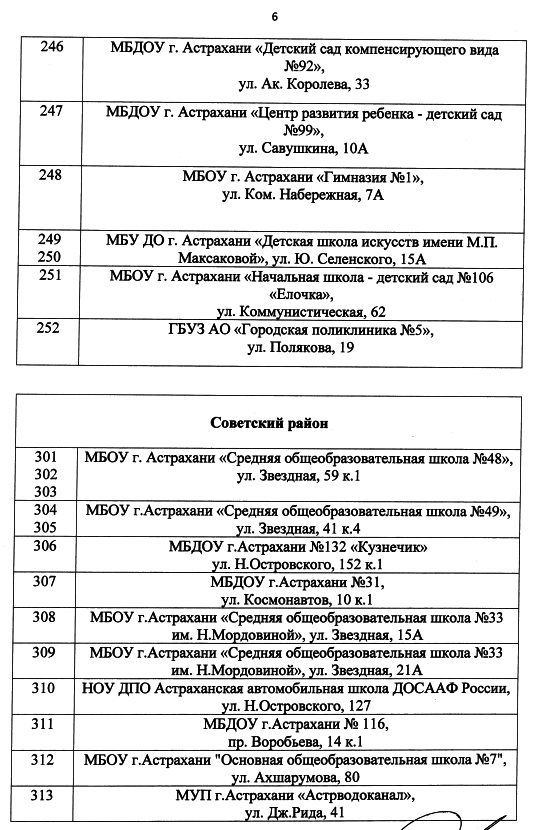 6
246 МБДОУ г. Астрахани «Детский сад компенсирующего вида
№92»,
ул. Ак. Королева, 33
247 МБДОУ г. Астрахани «Центр развития ребенка - детский сад
№99»,
ул. Савушкина, 10А
248 МБОУ г. Астрахани «Гимназия №1»,
ул. Ком. Набережная, 7А
249 МБУ ДО г. Астрахани «Детская школа искусств имени М.П.
250 Максаковой», ул. Ю. Селенского, 15А
251 МБОУ г. Астрахани «Начальная школа - детский сад №106
«Елочка»,
ул. Коммунистическая, 62
252 ГБУЗ АО «Городская поликлиника №5»,
ул. Полякова, 19
Советский район
301 МБОУ г. Астрахани «Средняя общеобразовательная школа №48»,
302 ул. Звездная, 59 к.1
303
304 МБОУ г.Астрахани «Средняя общеобразовательная школа №49»,
305 ул. Звездная, 41 к.4
306 МБДОУ г.Астрахани №132 «Кузнечик»
ул. Н.Островского, 152 к.1
307 МБДОУ г.Астрахани №31,
ул. Космонавтов, 10 к.1
308 МБОУ г.Астрахани «Средняя общеобразовательная школа №33
им. Н.Мордовиной», ул. Звездная, 15А
309 МБОУ г.Астрахани «Средняя общеобразовательная школа №33
им. Н.Мордовиной», ул. Звездная, 21А
310 НОУ ДПО Астраханская автомобильная школа ДОСААФ России,
ул. Н.Островского, 127
311 МБДОУ г.Астрахани № 116,
пр. Воробьева, 14 к.1
312 МБОУ г.Астрахани "Основная общеобразовательная школа №7",
ул. Ахшарумова, 80
313 МУП г.Астрахани «Астрводоканал»,
ул. Дж.Рида, 41